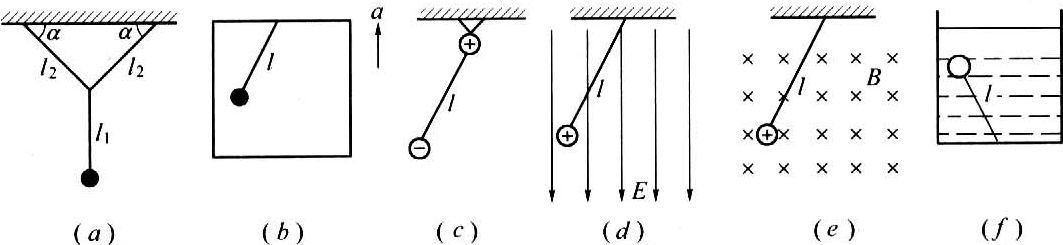 α α
l₂ l₂
l₁
(a)
l
(b)
a
+
l
−
(c)
l
+
E
(d)
l
B
+
(e)
l
(f)